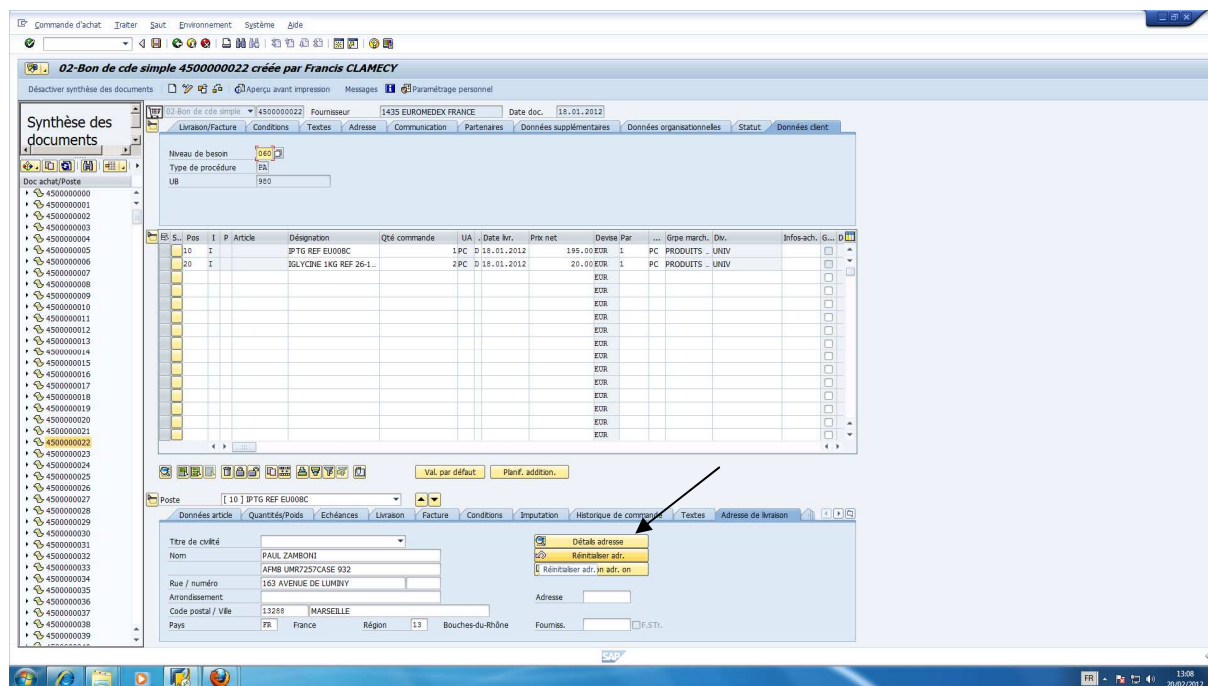 Commande d'achat Traiter Saut Environnement Système Aide
02-Bon de cde simple 4500000022 créée par Francis CLAMECY
Désactiver synthèse des documents Aperçu avant impression Messages Paramétrage personnel
Synthèse des documents
02-Bon de cde simple 4500000022 Fournisseur 1435 EUROMEDEX FRANCE Date doc. 18.01.2012
Livraison/Facture Conditions Textes Adresse Communication Partenaires Données supplémentaires Données organisationnelles Statut Données client
Niveau de besoin 060
Type de procédure PA
UB 980
Doc achat/Poste
4500000000
4500000001
4500000002
4500000003
4500000004
4500000005
4500000006
4500000007
4500000008
4500000009
4500000010
4500000011
4500000012
4500000013
4500000014
4500000015
4500000016
4500000017
4500000018
4500000019
4500000020
4500000021
4500000022
4500000023
4500000024
4500000025
4500000026
4500000027
4500000028
4500000029
4500000030
4500000031
4500000032
4500000033
4500000034
4500000035
4500000036
4500000037
4500000038
4500000039
S.. Pos I P Article Désignation Qté commande UA . Date livr. Prix net Devise Par ... Grpe march. Div. Infos-ach. G... D
10 I IPTG REF EU008C 1 PC D 18.01.2012 195.00 EUR 1 PC PRODUITS _ UNIV
20 I IGLYCINE 1KG REF 26-1.. 2 PC D 18.01.2012 20.00 EUR 1 PC PRODUITS _ UNIV
EUR
EUR
EUR
EUR
EUR
EUR
EUR
EUR
EUR
EUR
EUR
EUR
EUR
Val. par défaut Planif. addition.
Poste [ 10 ] IPTG REF EU008C
Données article Quantités/Poids Echéances Livraison Facture Conditions Imputation Historique de commande Textes Adresse de livraison
Titre de civilité Détails adresse
Nom PAUL ZAMBONI Réinitialiser adr.
AFMB UMR7257CASE 932 Réinitialiser adr. on adr. on
Rue / numéro 163 AVENUE DE LUMINY
Arrondissement Adresse
Code postal / Ville 13288 MARSEILLE
Pays FR France Région 13 Bouches-du-Rhône Fourniss. F.STr.
SAP
FR 13:08
20/02/2012